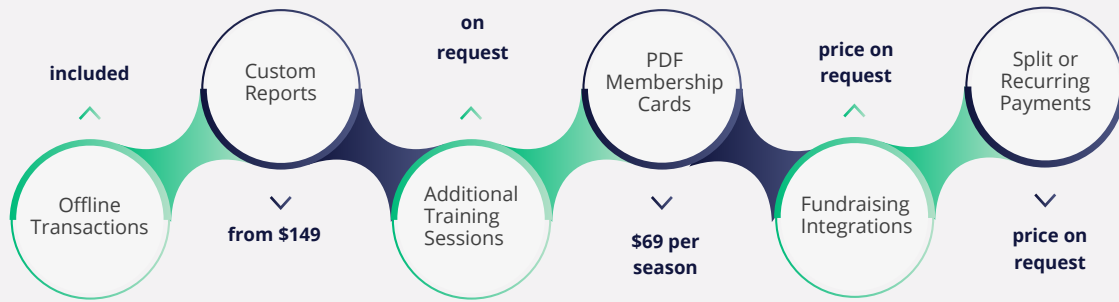 included
Offline
Transactions
Custom
Reports
from $149
on
request
Additional
Training
Sessions
PDF
Membership
Cards
$69 per
season
price on
request
Fundraising
Integrations
Split or
Recurring
Payments
price on
request